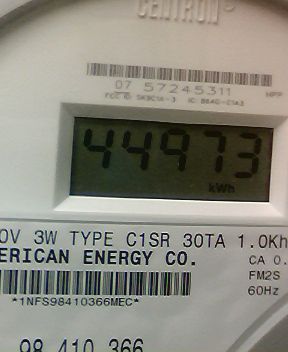 CENTRON
07 57245311
44973
kWh
0V 3W TYPE C1SR 30TA 1.0Kh
ERICAN ENERGY CO.
CA 0.
FM2S
60Hz
*1NFS98410366MEC*
98 410 366